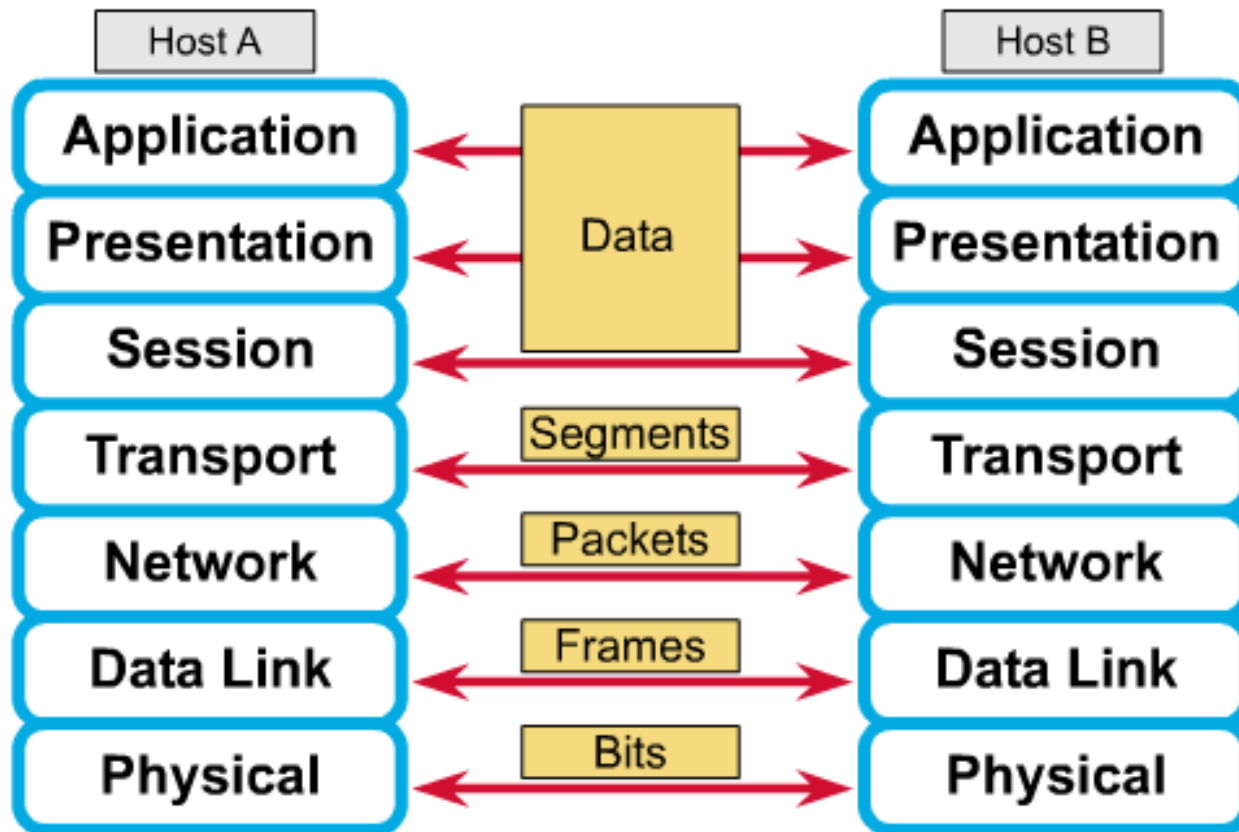 Host A
Host B
Application
Application
Presentation
Data
Presentation
Session
Session
Segments
Transport
Transport
Packets
Network
Network
Frames
Data Link
Data Link
Bits
Physical
Physical